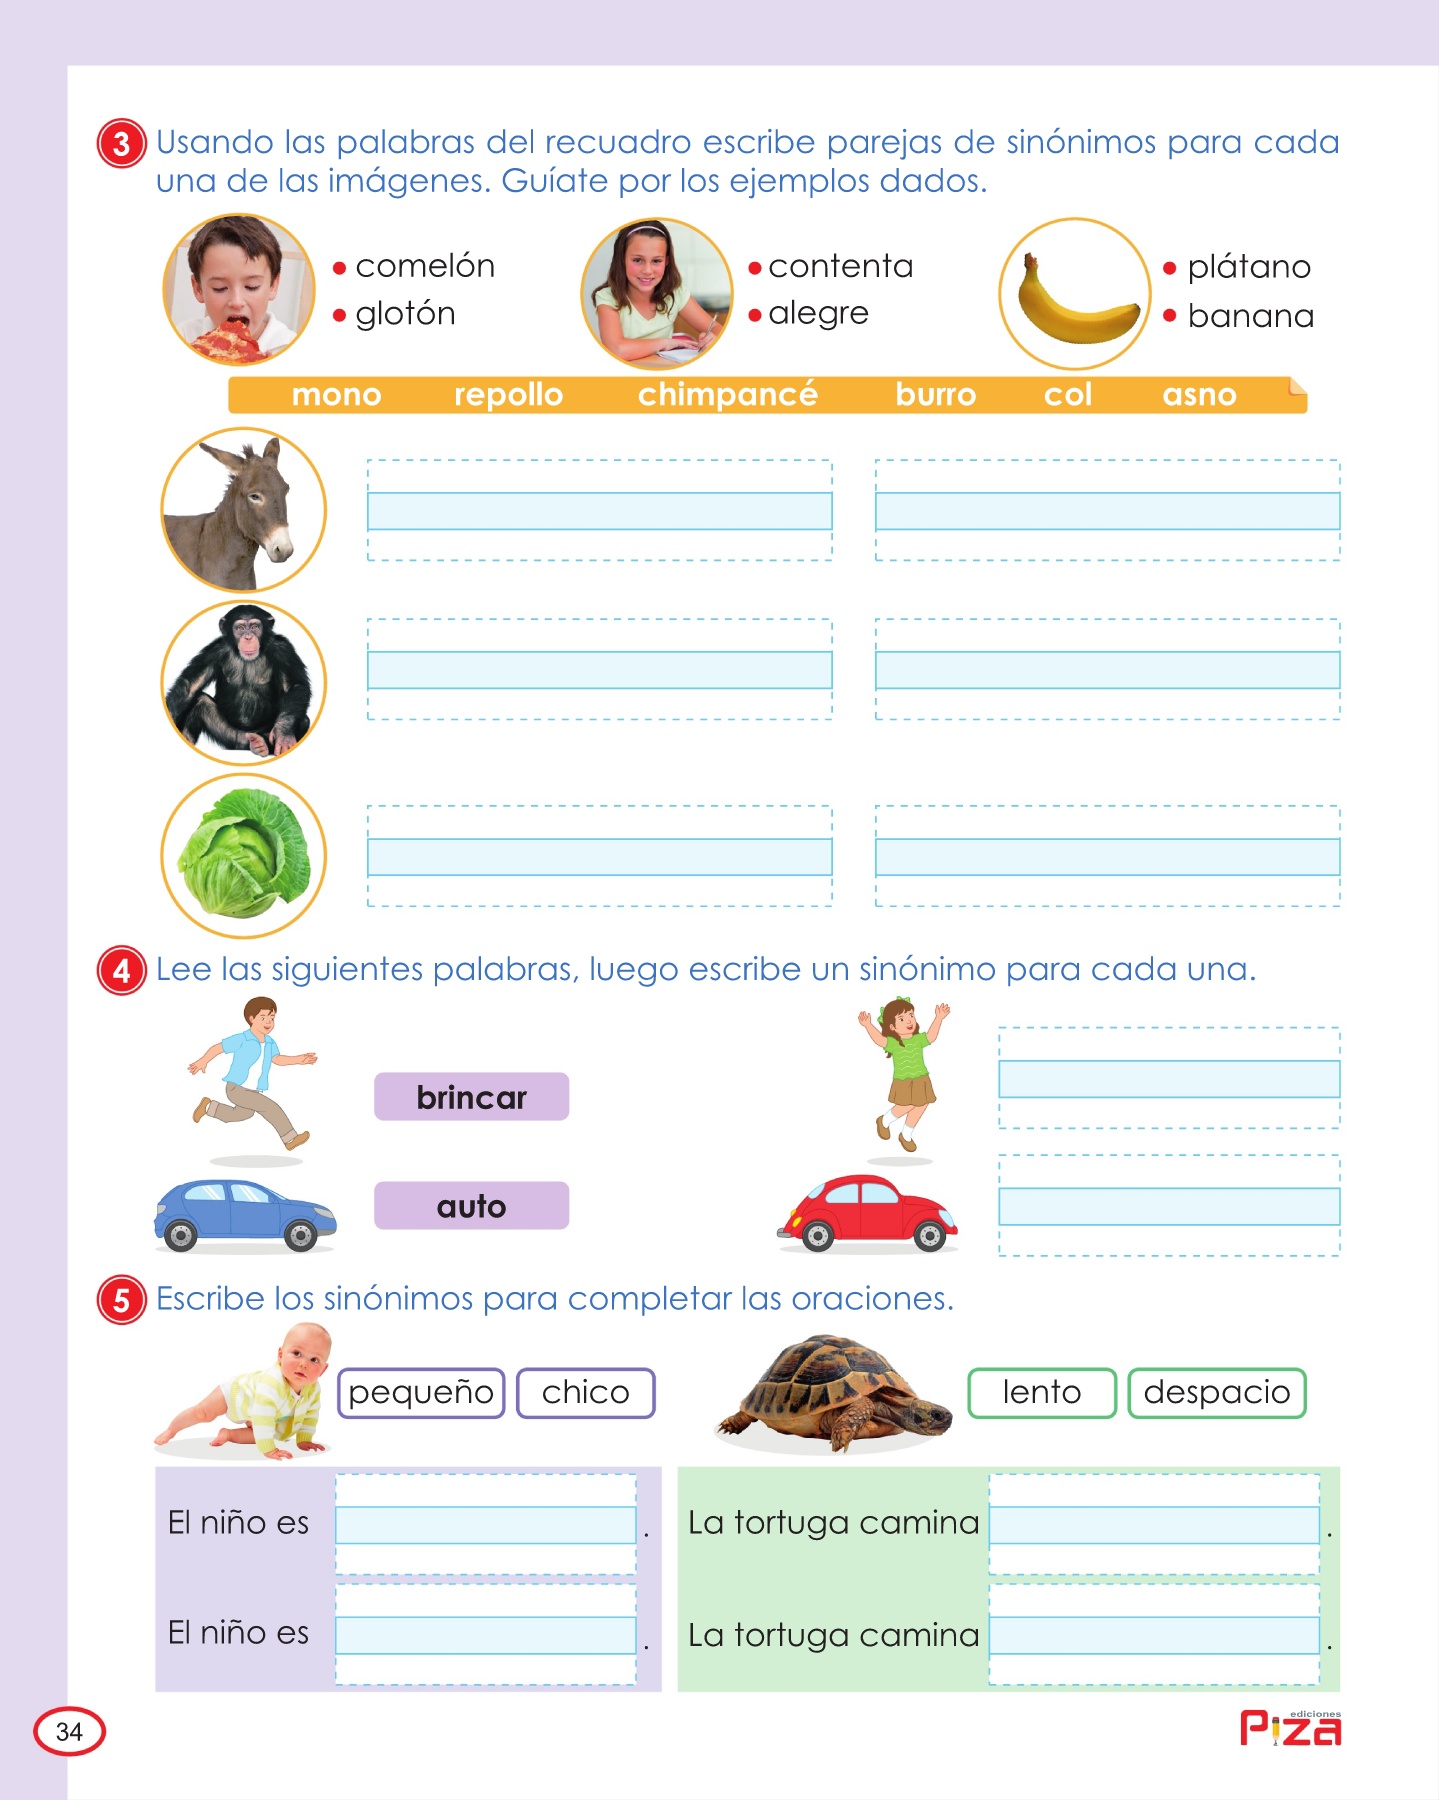 3 Usando las palabras del recuadro escribe parejas de sinónimos para cada
una de las imágenes. Guíate por los ejemplos dados.
• comelón
• glotón
• contenta
• alegre
• plátano
• banana
mono repollo chimpancé burro col asno
4 Lee las siguientes palabras, luego escribe un sinónimo para cada una.
brincar
auto
5 Escribe los sinónimos para completar las oraciones.
pequeño chico
lento despacio
El niño es .
El niño es .
La tortuga camina .
La tortuga camina .
34
ediciones
Piza